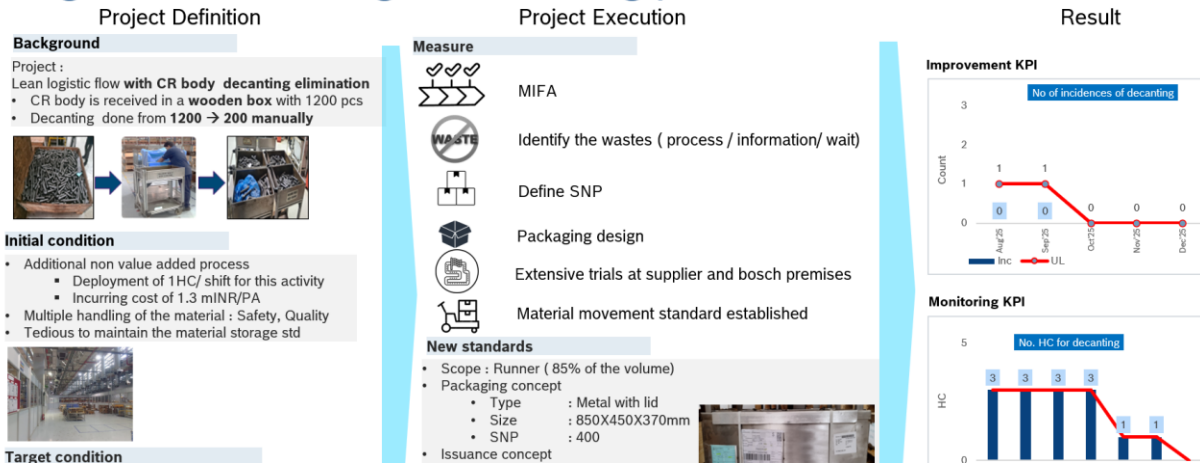 Project Definition
Background
Project :
Lean logistic flow with CR body decanting elimination
• CR body is received in a wooden box with 1200 pcs
• Decanting done from 1200 → 200 manually
Initial condition
• Additional non value added process
▪ Deployment of 1HC/ shift for this activity
▪ Incurring cost of 1.3 mINR/PA
• Multiple handling of the material : Safety, Quality
• Tedious to maintain the material storage std
Target condition
Project Execution
Measure
MIFA
WASTE
Identify the wastes ( process / information/ wait)
Define SNP
Packaging design
Extensive trials at supplier and bosch premises
Material movement standard established
New standards
• Scope : Runner ( 85% of the volume)
• Packaging concept
• Type : Metal with lid
• Size : 850X450X370mm
• SNP : 400
• Issuance concept
Result
Improvement KPI
No of incidences of decanting
Count
3
2
1
0
1 1 0 0 0
0 0
Aug'25 Sep'25 Oct'25 Nov'25 Dec'25
Inc UL
Monitoring KPI
No. HC for decanting
HC
5
0
3 3 3 3 1 1